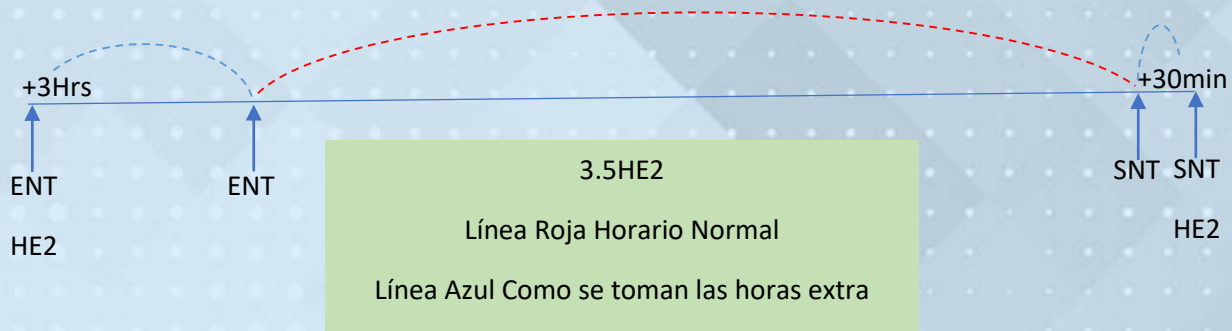 +3Hrs
+30min
ENT
ENT
SNT
SNT
HE2
HE2
3.5HE2
Línea Roja Horario Normal
Línea Azul Como se toman las horas extra